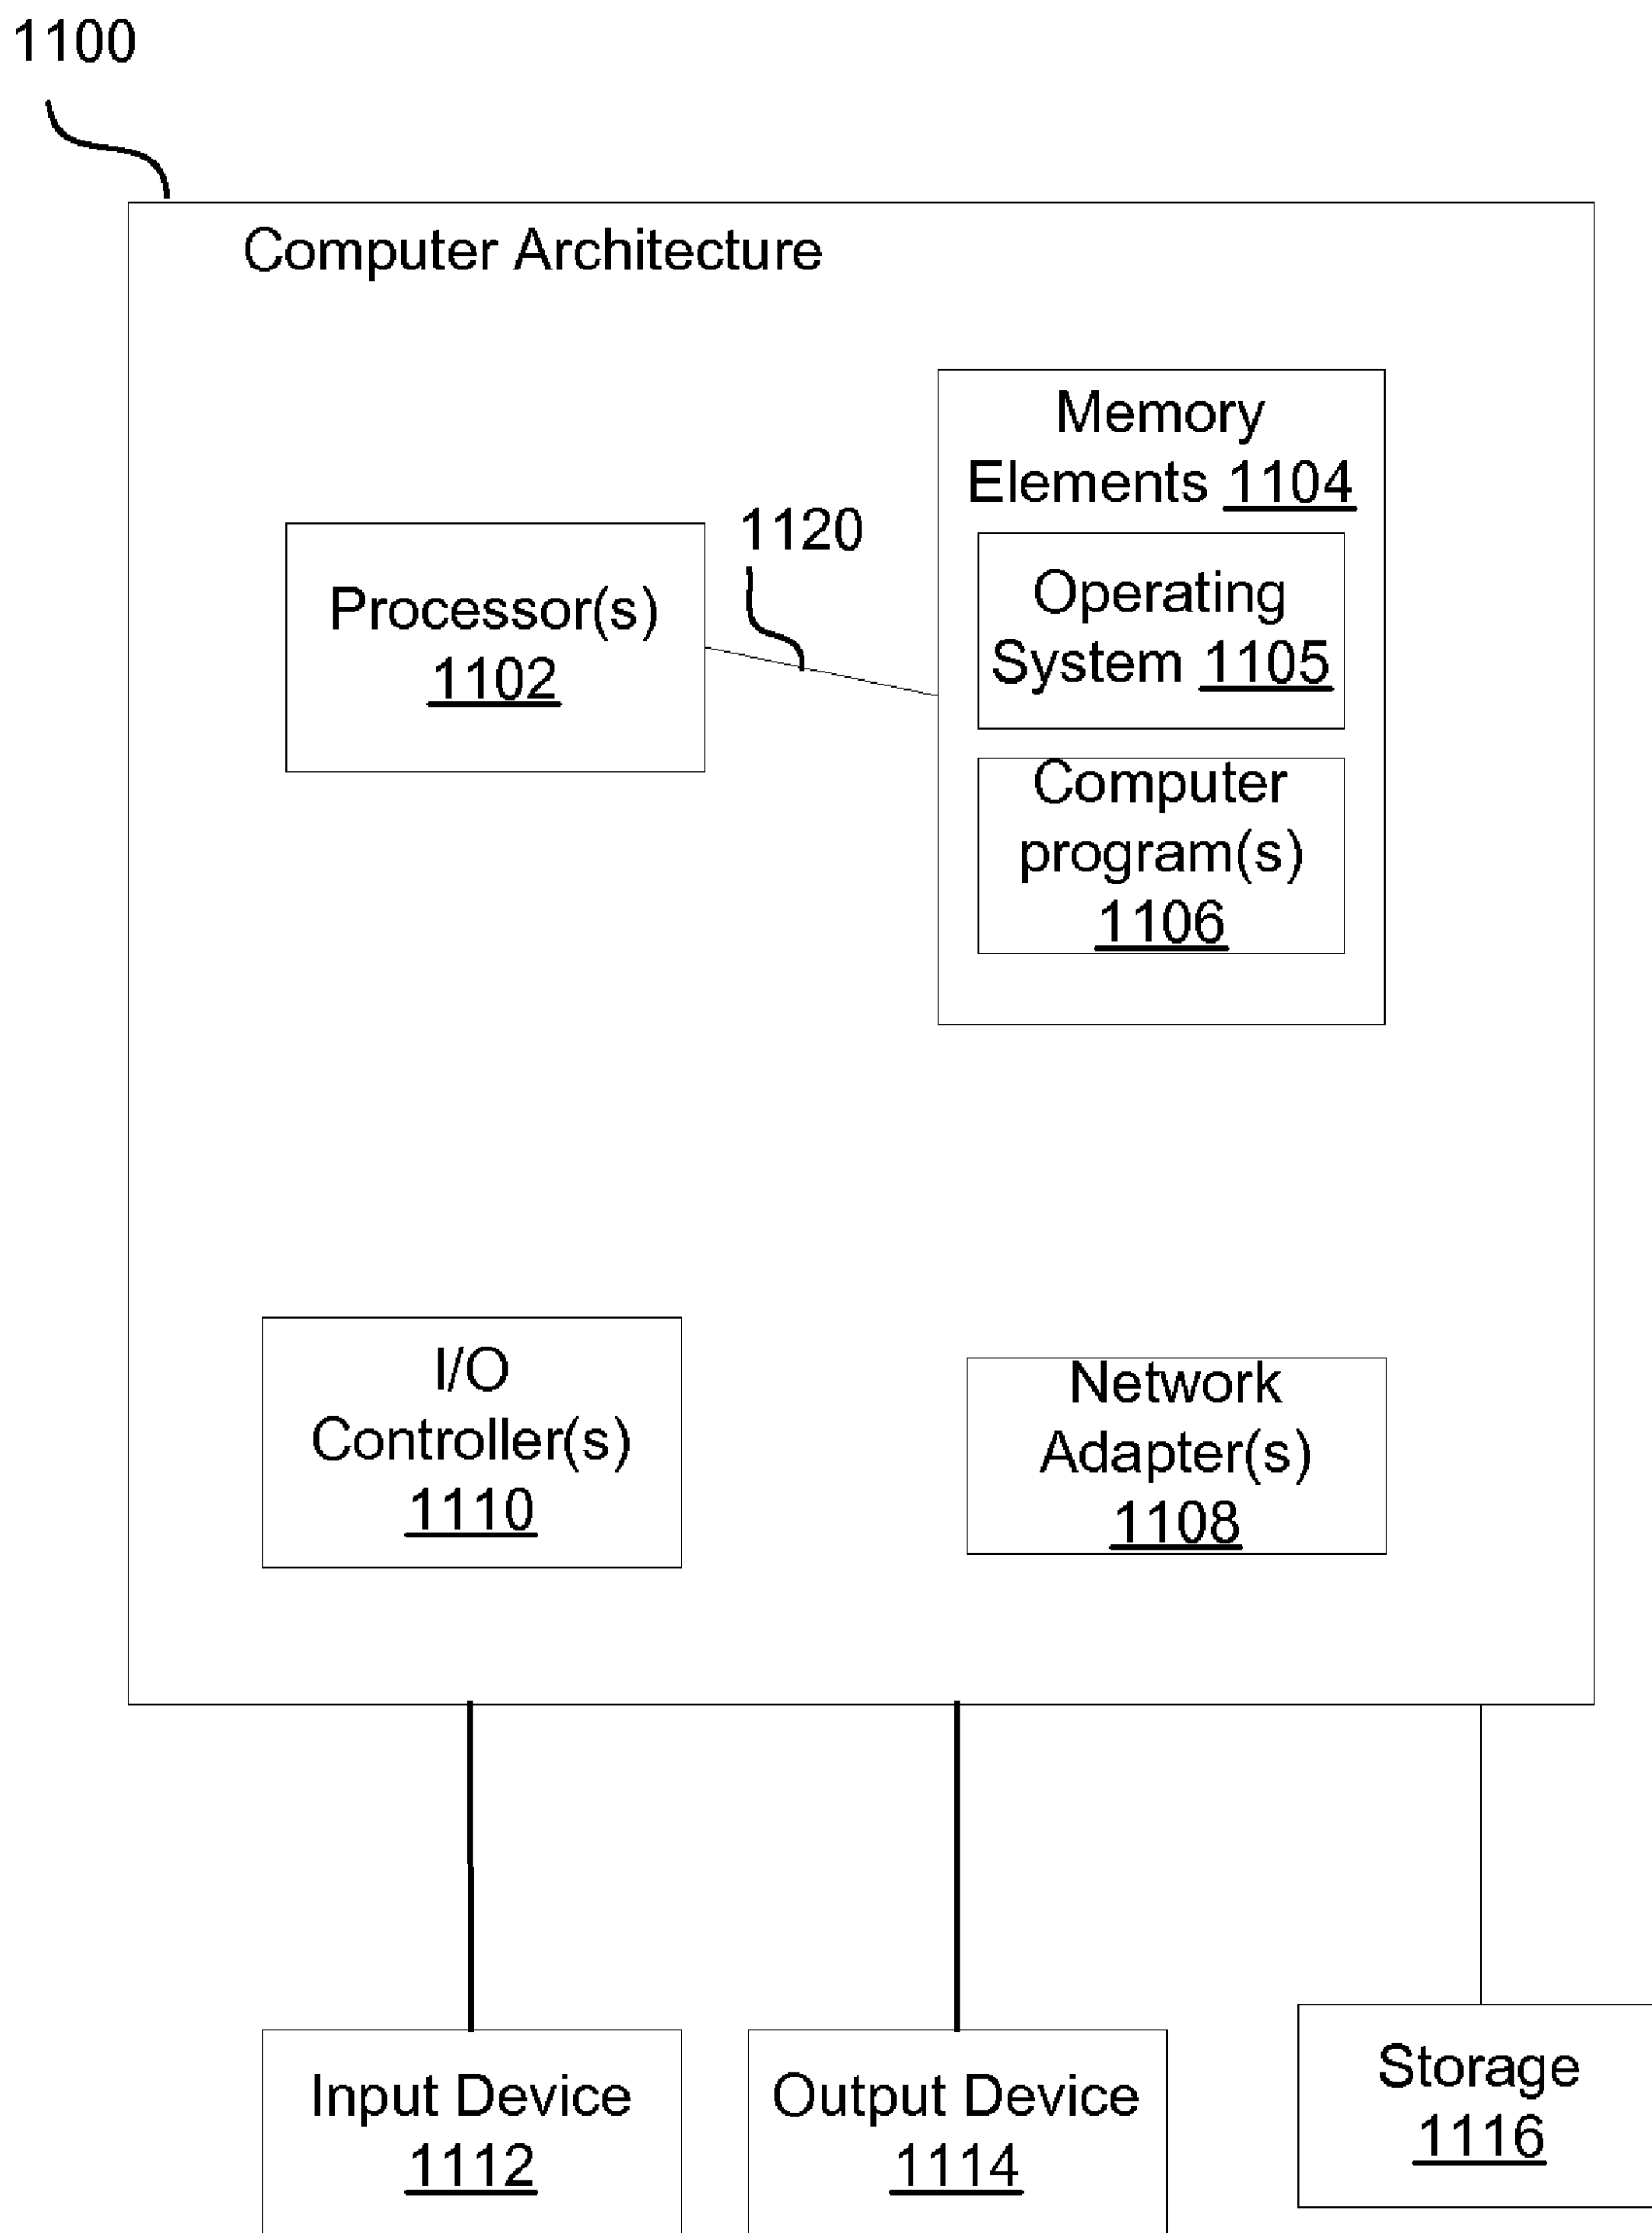 1100
Computer Architecture
Memory
Elements 1104
1120
Operating
System 1105
Processor(s)
1102
Computer
program(s)
1106
I/O
Controller(s)
1110
Network
Adapter(s)
1108
Input Device
1112
Output Device
1114
Storage
1116